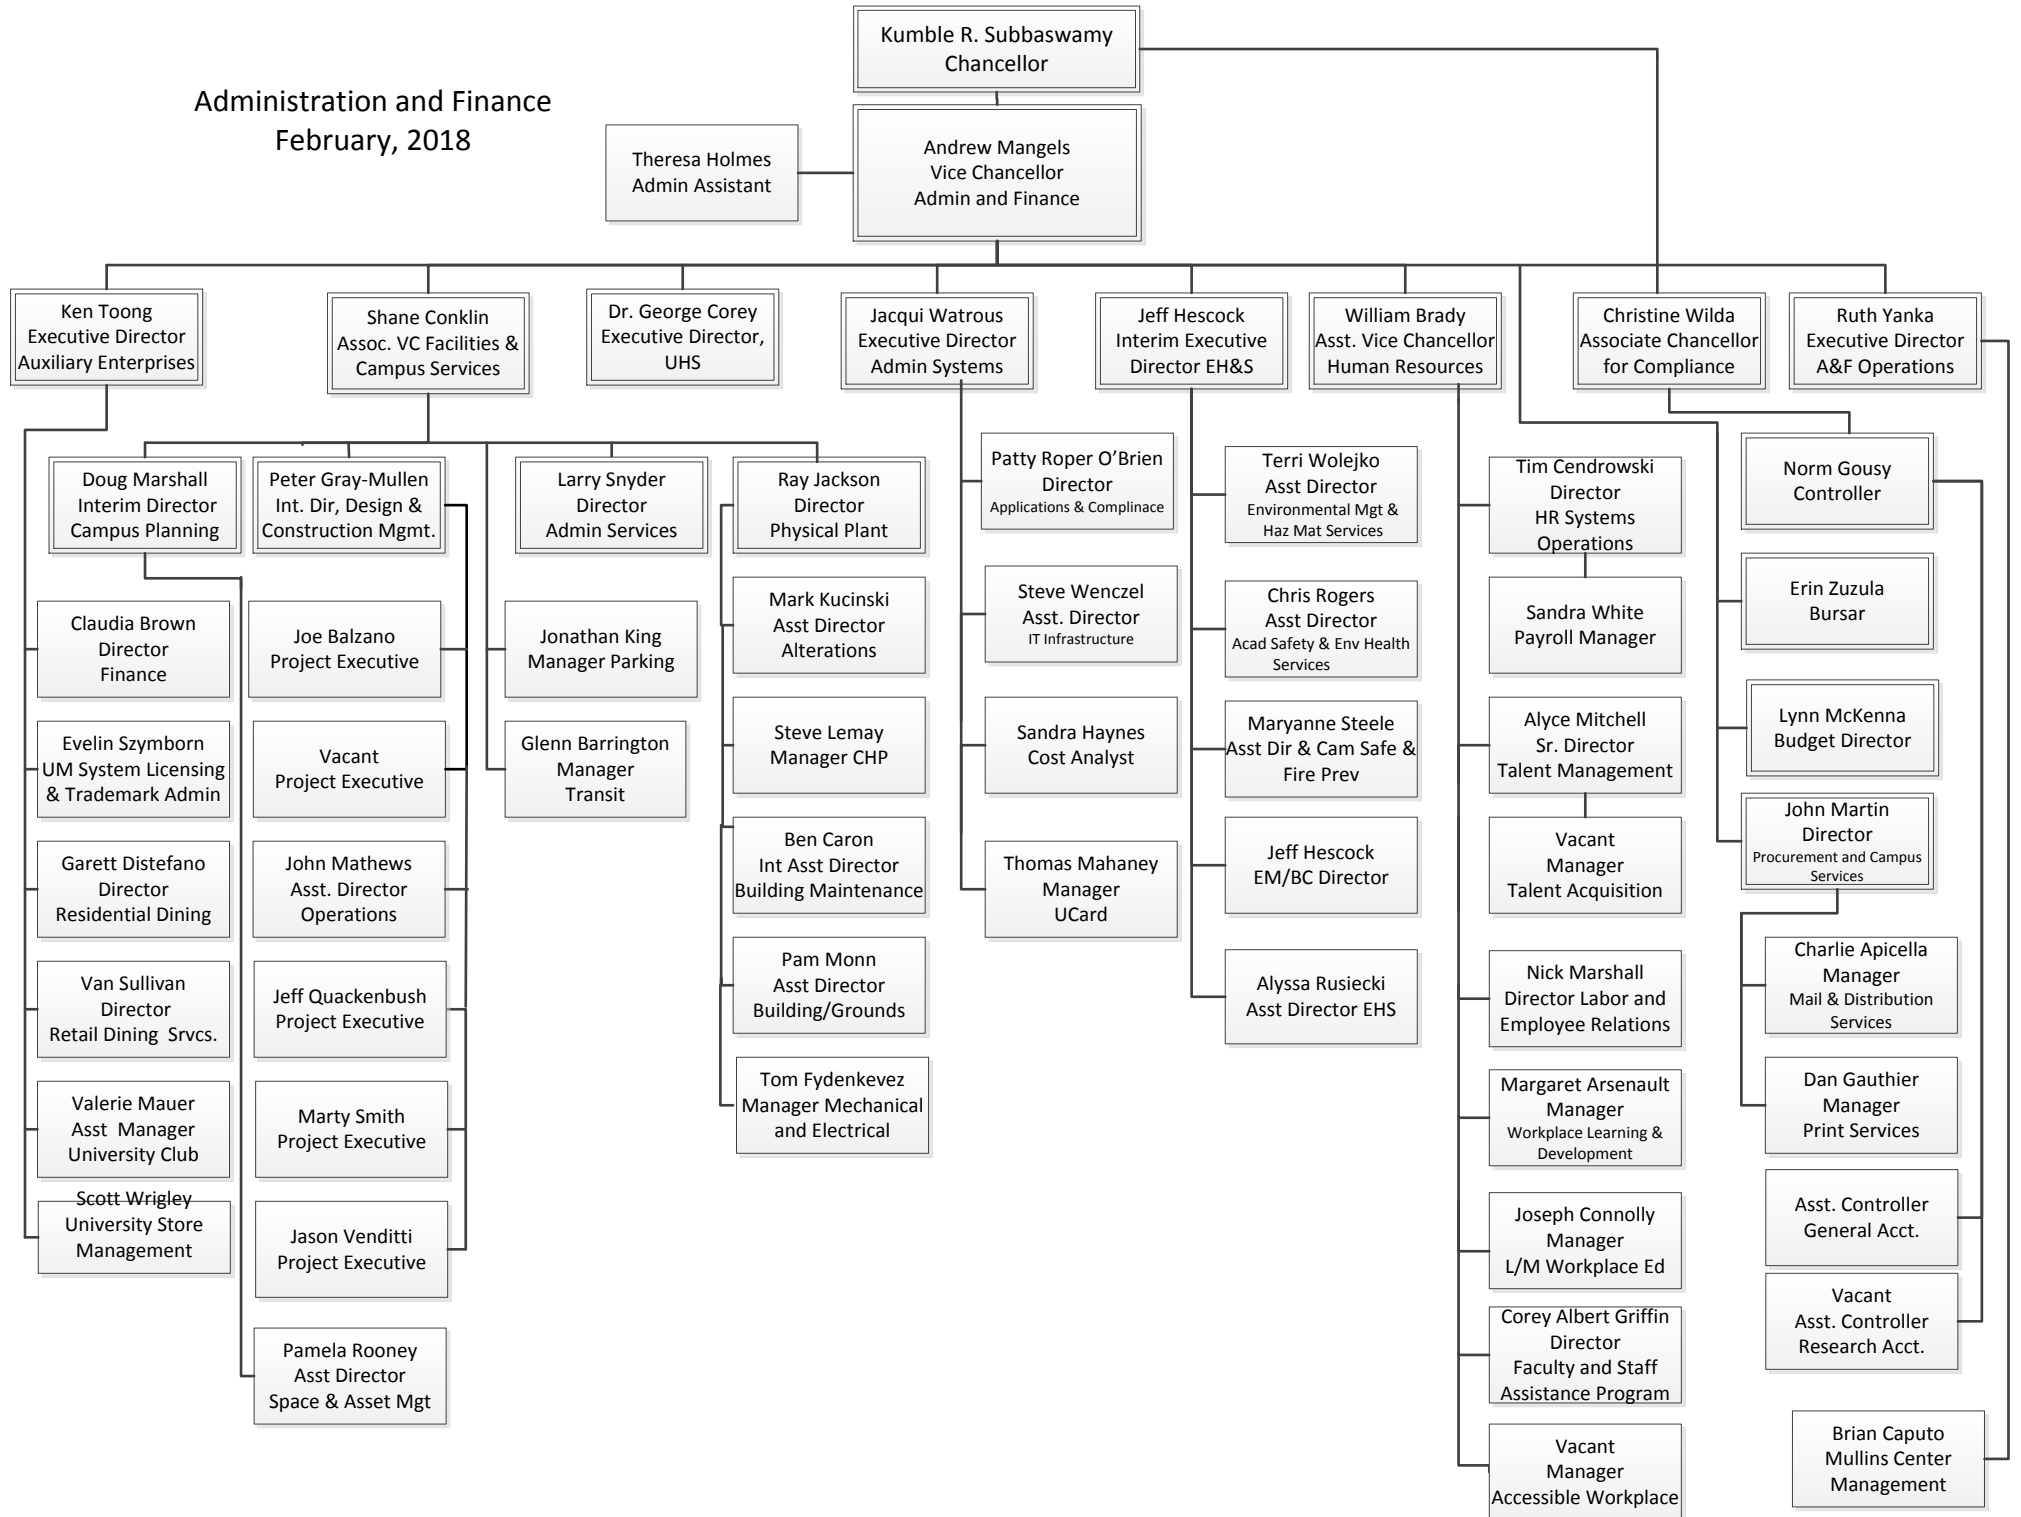 Kumble R. Subbaswamy
Chancellor
Administration and Finance
February, 2018
Theresa Holmes
Admin Assistant
Andrew Mangels
Vice Chancellor
Admin and Finance
Ken Toong
Executive Director
Auxiliary Enterprises
Shane Conklin
Assoc. VC Facilities &
Campus Services
Dr. George Corey
Executive Director,
UHS
Jacqui Watrous
Executive Director
Admin Systems
Jeff Hescock
Interim Executive
Director EH&S
William Brady
Asst. Vice Chancellor
Human Resources
Christine Wilda
Associate Chancellor
for Compliance
Ruth Yanka
Executive Director
A&F Operations
Doug Marshall
Interim Director
Campus Planning
Peter Gray-Mullen
Int. Dir, Design &
Construction Mgmt.
Larry Snyder
Director
Admin Services
Ray Jackson
Director
Physical Plant
Patty Roper O’Brien
Director
Applications & Complinace
Terri Wolejko
Asst Director
Environmental Mgt &
Haz Mat Services
Tim Cendrowski
Director
HR Systems
Operations
Norm Gousy
Controller
Claudia Brown
Director
Finance
Joe Balzano
Project Executive
Jonathan King
Manager Parking
Mark Kucinski
Asst Director
Alterations
Steve Wenczel
Asst. Director
IT Infrastructure
Chris Rogers
Asst Director
Acad Safety & Env Health
Services
Sandra White
Payroll Manager
Erin Zuzula
Bursar
Evelin Szymborn
UM System Licensing
& Trademark Admin
Vacant
Project Executive
Glenn Barrington
Manager
Transit
Steve Lemay
Manager CHP
Sandra Haynes
Cost Analyst
Maryanne Steele
Asst Dir & Cam Safe &
Fire Prev
Alyce Mitchell
Sr. Director
Talent Management
Lynn McKenna
Budget Director
Garett Distefano
Director
Residential Dining
John Mathews
Asst. Director
Operations
Ben Caron
Int Asst Director
Building Maintenance
Thomas Mahaney
Manager
UCard
Jeff Hescock
EM/BC Director
Vacant
Manager
Talent Acquisition
John Martin
Director
Procurement and Campus
Services
Van Sullivan
Director
Retail Dining  Srvcs.
Jeff Quackenbush
Project Executive
Pam Monn
Asst Director
Building/Grounds
Alyssa Rusiecki
Asst Director EHS
Nick Marshall
Director Labor and
Employee Relations
Charlie Apicella
Manager
Mail & Distribution
Services
Valerie Mauer
Asst  Manager
University Club
Marty Smith
Project Executive
Tom Fydenkevez
Manager Mechanical
and Electrical
Margaret Arsenault
Manager
Workplace Learning &
Development
Dan Gauthier
Manager
Print Services
Scott Wrigley
University Store
Management
Jason Venditti
Project Executive
Joseph Connolly
Manager
L/M Workplace Ed
Asst. Controller
General Acct.
Pamela Rooney
Asst Director
Space & Asset Mgt
Corey Albert Griffin
Director
Faculty and Staff
Assistance Program
Vacant
Asst. Controller
Research Acct.
Vacant
Manager
Accessible Workplace
Brian Caputo
Mullins Center
Management